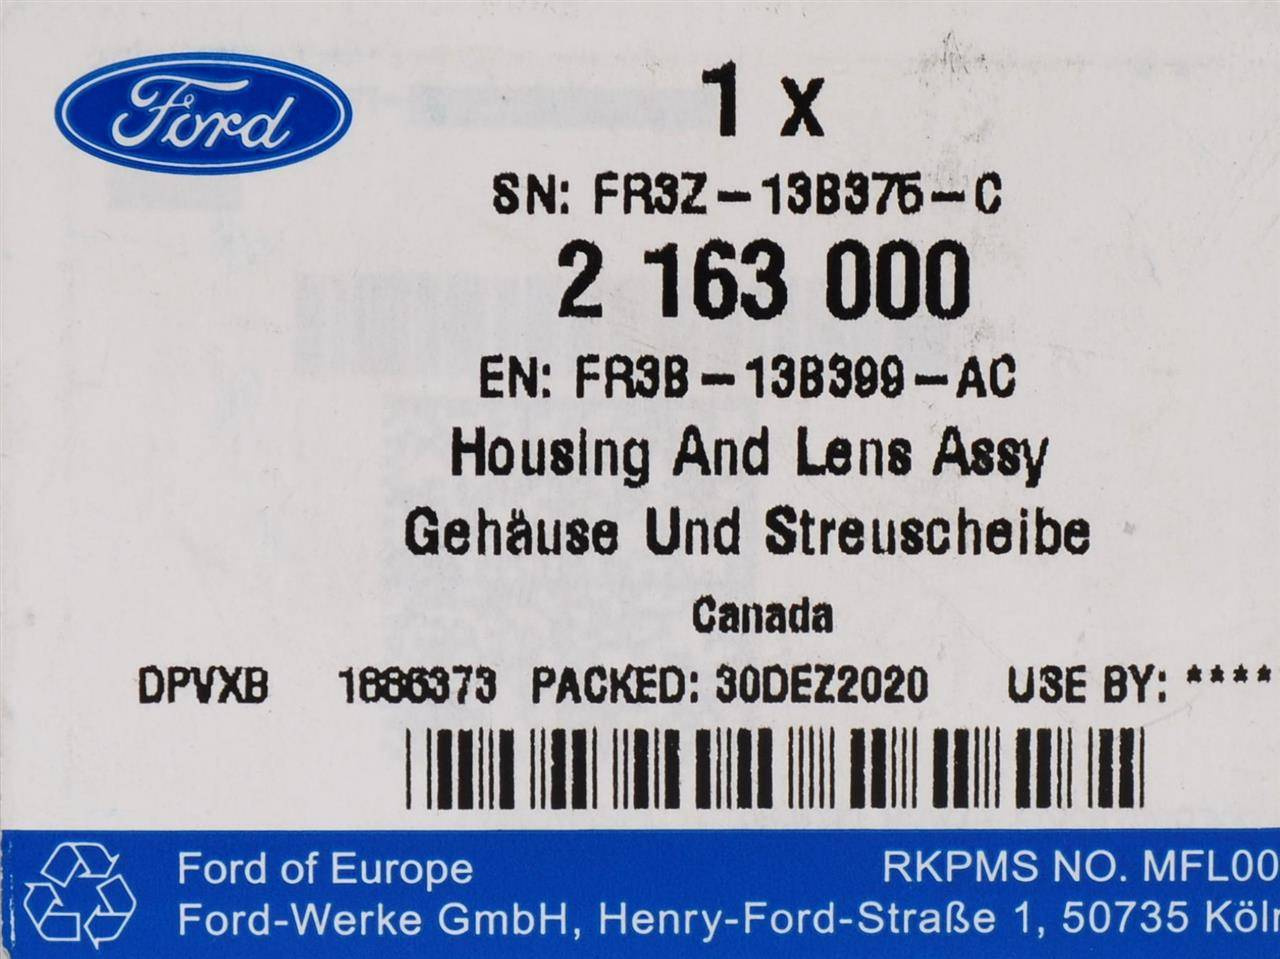 Ford
1 x
SN: FR3Z-13B375-C
2 163 000
EN: FR3B-13B399-AC
Housing And Lens Assy
Gehäuse Und Streuscheibe
Canada
DPVXB 1886373 PACKED: 30DEZ2020 USE BY: ****
Ford of Europe RKPMS NO. MFL00
Ford-Werke GmbH, Henry-Ford-Straße 1, 50735 Köln